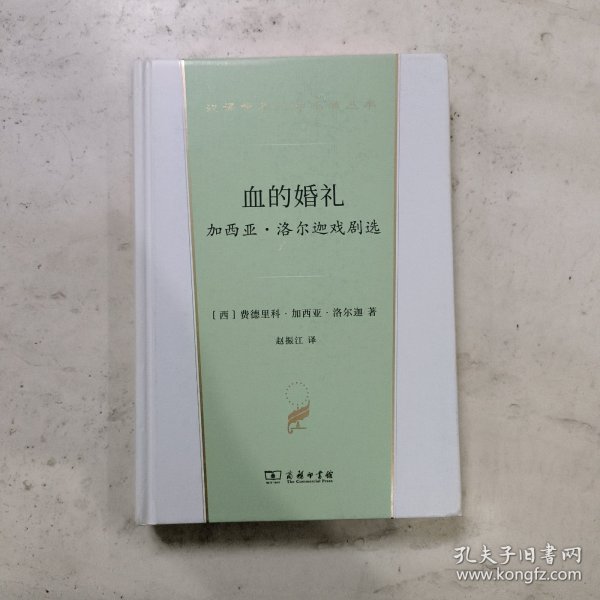 血的婚礼
加西亚·洛尔迦戏剧选
[西] 费德里科·加西亚·洛尔迦 著
赵振江 译
商务印书馆
The Commercial Press
孔夫子旧书网
www.kongfz.com